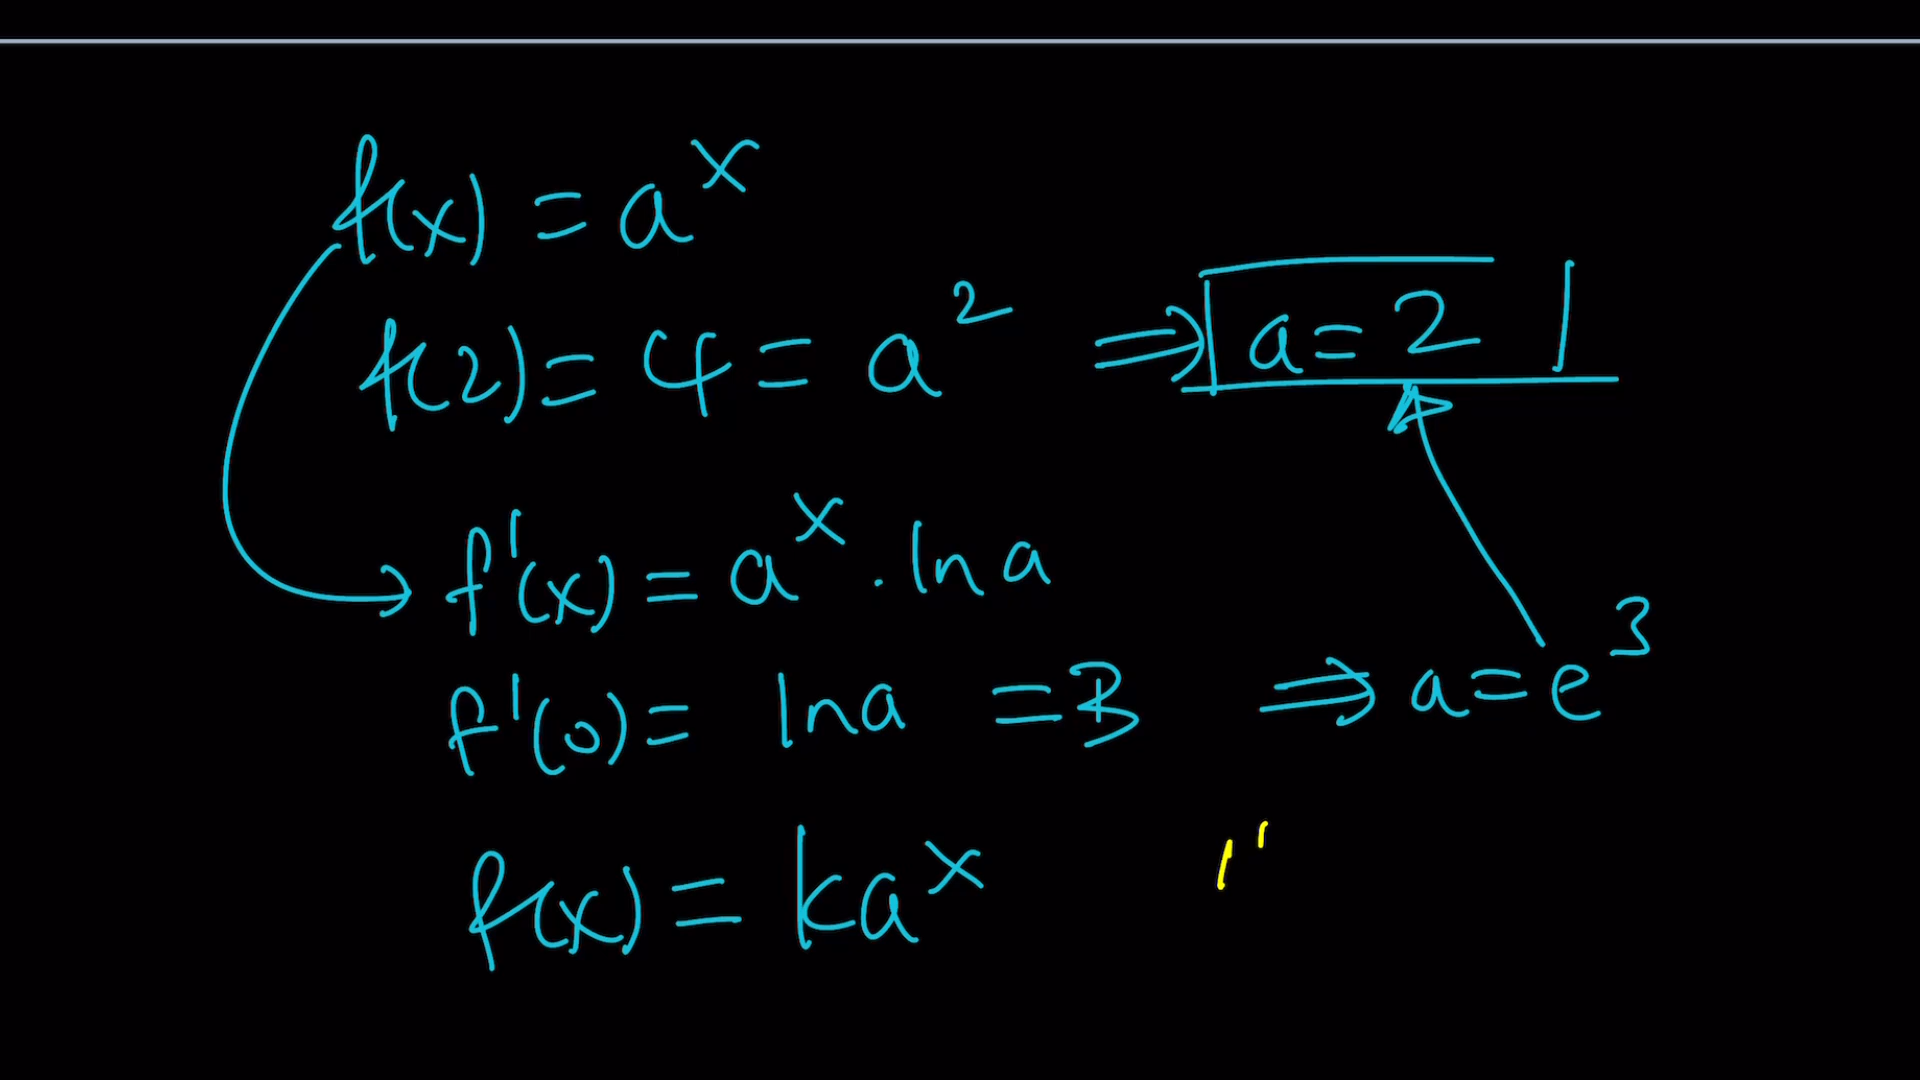 f(x) = a^x
f(2) = 4 = a^2 ⇒ a = 2
f'(x) = a^x · ln a
f'(0) = ln a = 3 ⇒ a = e^3
f(x) = ka^x